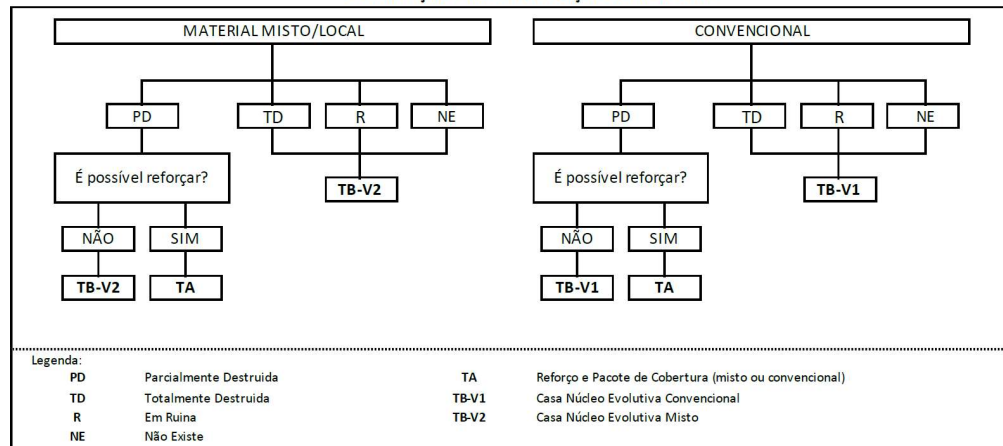 MATERIAL MISTO/LOCAL
CONVENCIONAL
PD
TD
R
NE
PD
TD
R
NE
É possível reforçar?
TB-V2
É possível reforçar?
TB-V1
NÃO
SIM
NÃO
SIM
TB-V2
TA
TB-V1
TA
Legenda:
PD Parcialmente Destruida
TA Reforço e Pacote de Cobertura (misto ou convencional)
TD Totalmente Destruida
TB-V1 Casa Núcleo Evolutiva Convencional
R Em Ruina
TB-V2 Casa Núcleo Evolutiva Misto
NE Não Existe